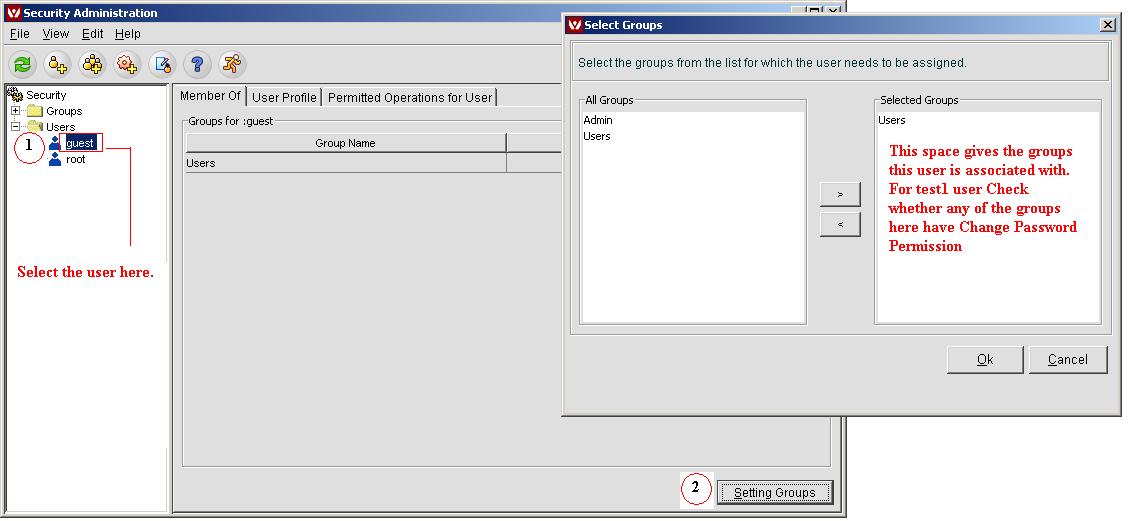 Security Administration
File View Edit Help
Security
Groups
Users
1
guest
root
Select the user here.
Member Of
User Profile
Permitted Operations for User
Groups for :guest
Group Name
Users
2
Setting Groups
Select Groups
Select the groups from the list for which the user needs to be assigned.
All Groups
Admin
Users
>
<
Selected Groups
Users
This space gives the groups
this user is associated with.
For test1 user Check
whether any of the groups
here have Change Password
Permission
Ok
Cancel